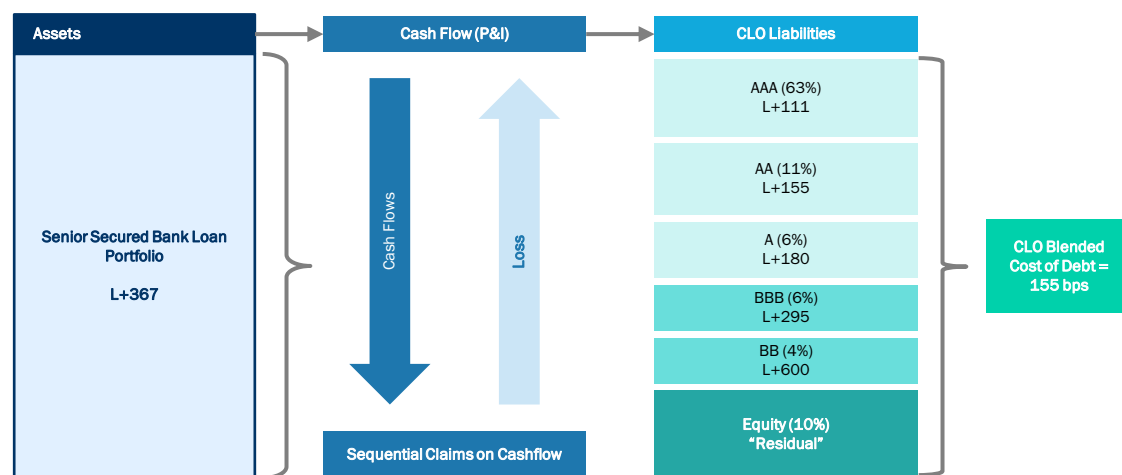 Assets
Cash Flow (P&I)
CLO Liabilities
Senior Secured Bank Loan
Portfolio
L+367
Cash Flows
Loss
Sequential Claims on Cashflow
AAA (63%)
L+111
AA (11%)
L+155
A (6%)
L+180
BBB (6%)
L+295
BB (4%)
L+600
Equity (10%)
“Residual”
CLO Blended
Cost of Debt =
155 bps